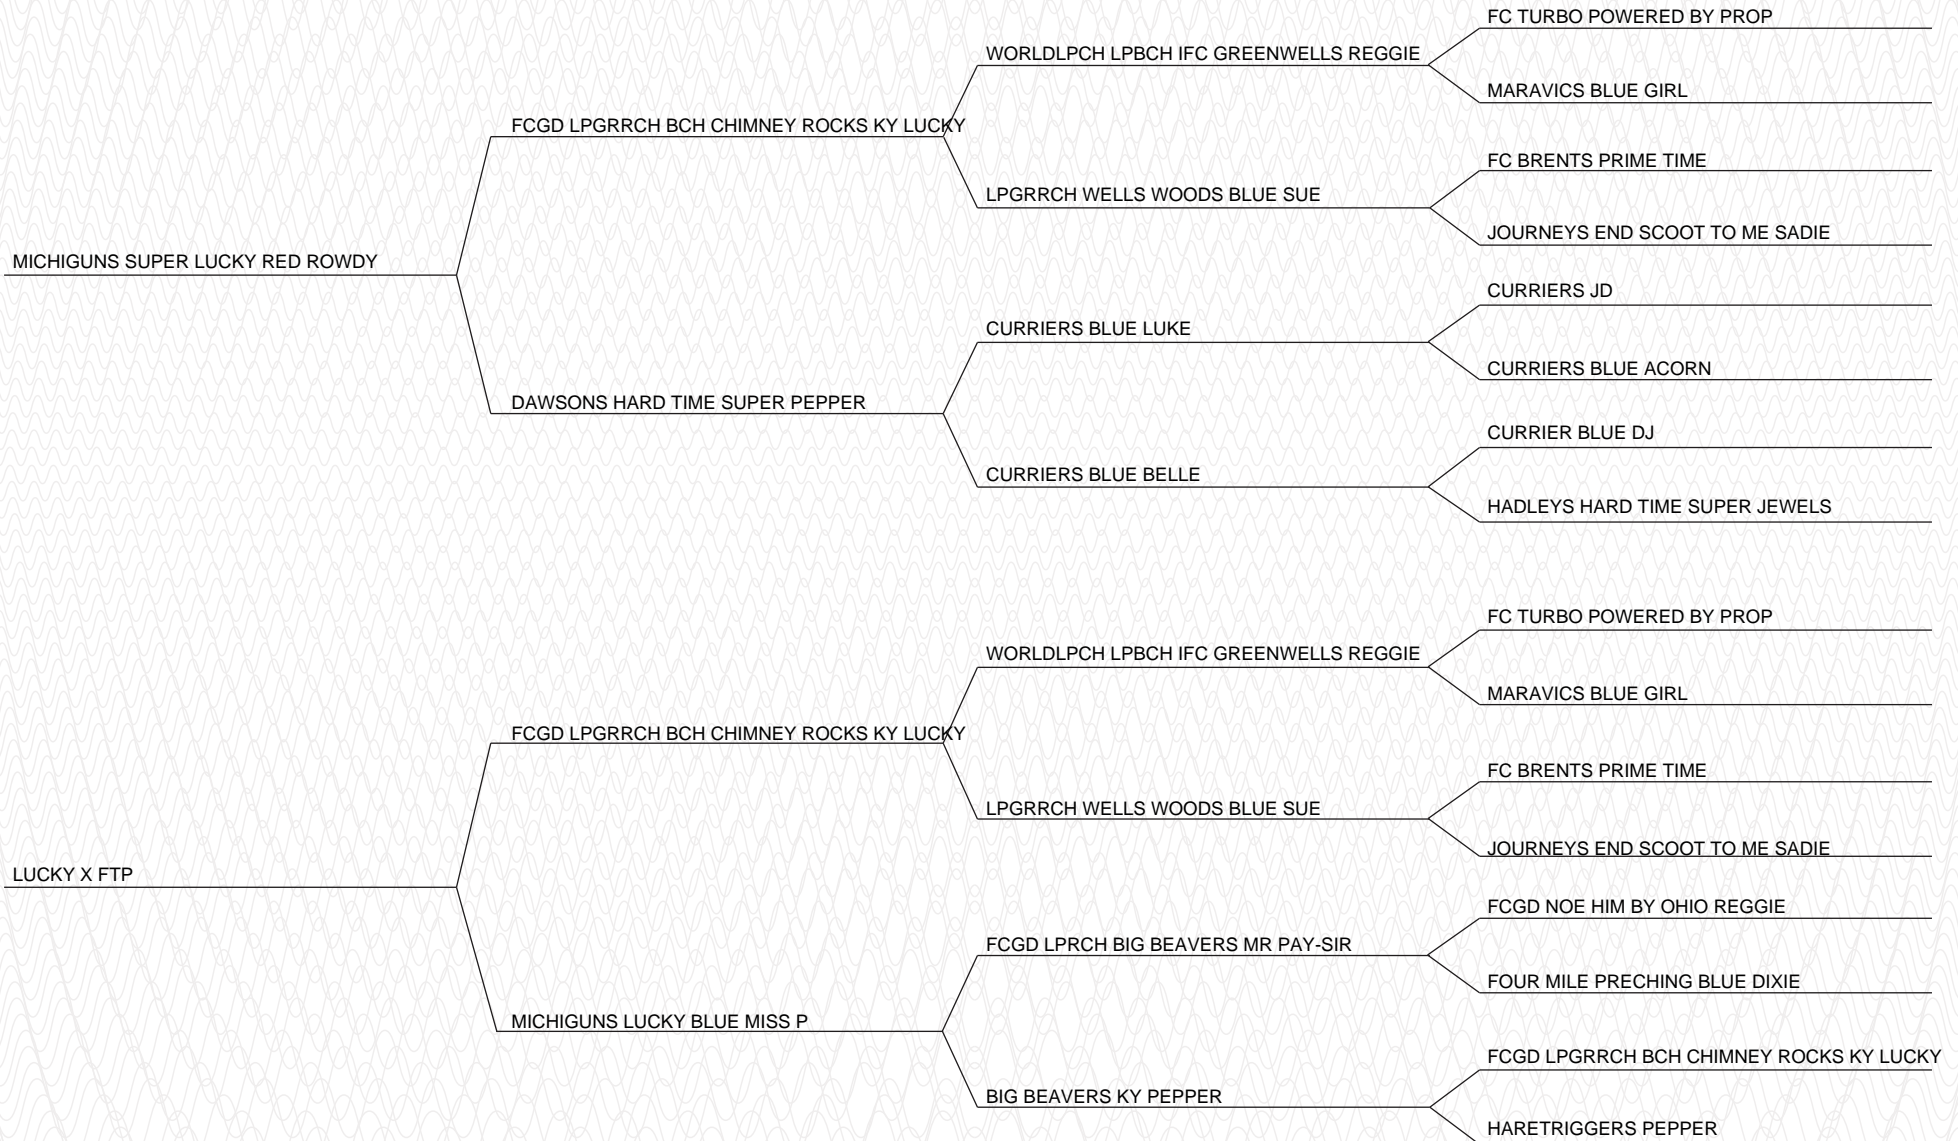 FC TURBO POWERED BY PROP
WORLDLPCH LPBCH IFC GREENWELLS REGGIE
MARAVICS BLUE GIRL
FCGD LPGRRCH BCH CHIMNEY ROCKS KY LUCKY
FC BRENTS PRIME TIME
LPGRRCH WELLS WOODS BLUE SUE
JOURNEYS END SCOOT TO ME SADIE
MICHIGUNS SUPER LUCKY RED ROWDY
CURRIERS JD
CURRIERS BLUE LUKE
CURRIERS BLUE ACORN
DAWSONS HARD TIME SUPER PEPPER
CURRIER BLUE DJ
CURRIERS BLUE BELLE
HADLEYS HARD TIME SUPER JEWELS
FC TURBO POWERED BY PROP
WORLDLPCH LPBCH IFC GREENWELLS REGGIE
MARAVICS BLUE GIRL
FCGD LPGRRCH BCH CHIMNEY ROCKS KY LUCKY
FC BRENTS PRIME TIME
LPGRRCH WELLS WOODS BLUE SUE
JOURNEYS END SCOOT TO ME SADIE
LUCKY X FTP
FCGD NOE HIM BY OHIO REGGIE
FCGD LPRCH BIG BEAVERS MR PAY-SIR
FOUR MILE PRECHING BLUE DIXIE
MICHIGUNS LUCKY BLUE MISS P
FCGD LPGRRCH BCH CHIMNEY ROCKS KY LUCKY
BIG BEAVERS KY PEPPER
HARETRIGGERS PEPPER